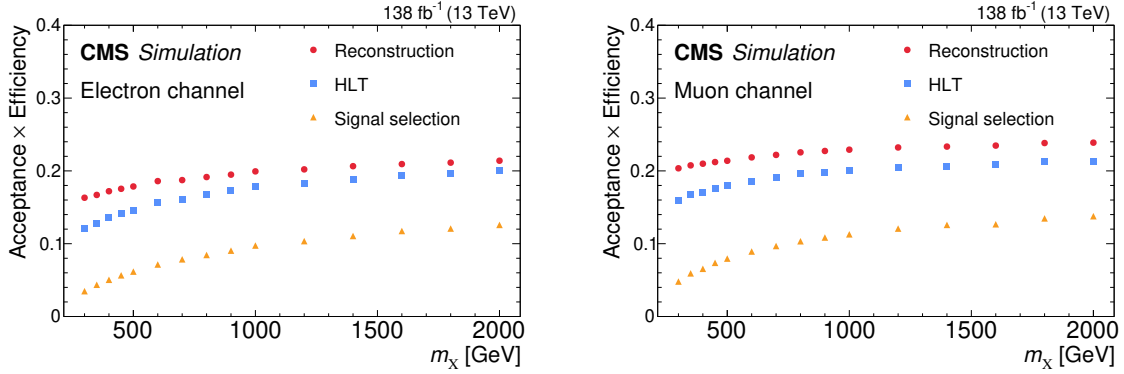 138 fb⁻¹ (13 TeV)
0.4
CMS Simulation
Reconstruction
Electron channel
HLT
0.3
Signal selection
0.2
0.1
0
500
1000
1500
2000
Acceptance × Efficiency
m_X [GeV]
138 fb⁻¹ (13 TeV)
0.4
CMS Simulation
Reconstruction
Muon channel
HLT
0.3
Signal selection
0.2
0.1
0
500
1000
1500
2000
Acceptance × Efficiency
m_X [GeV]